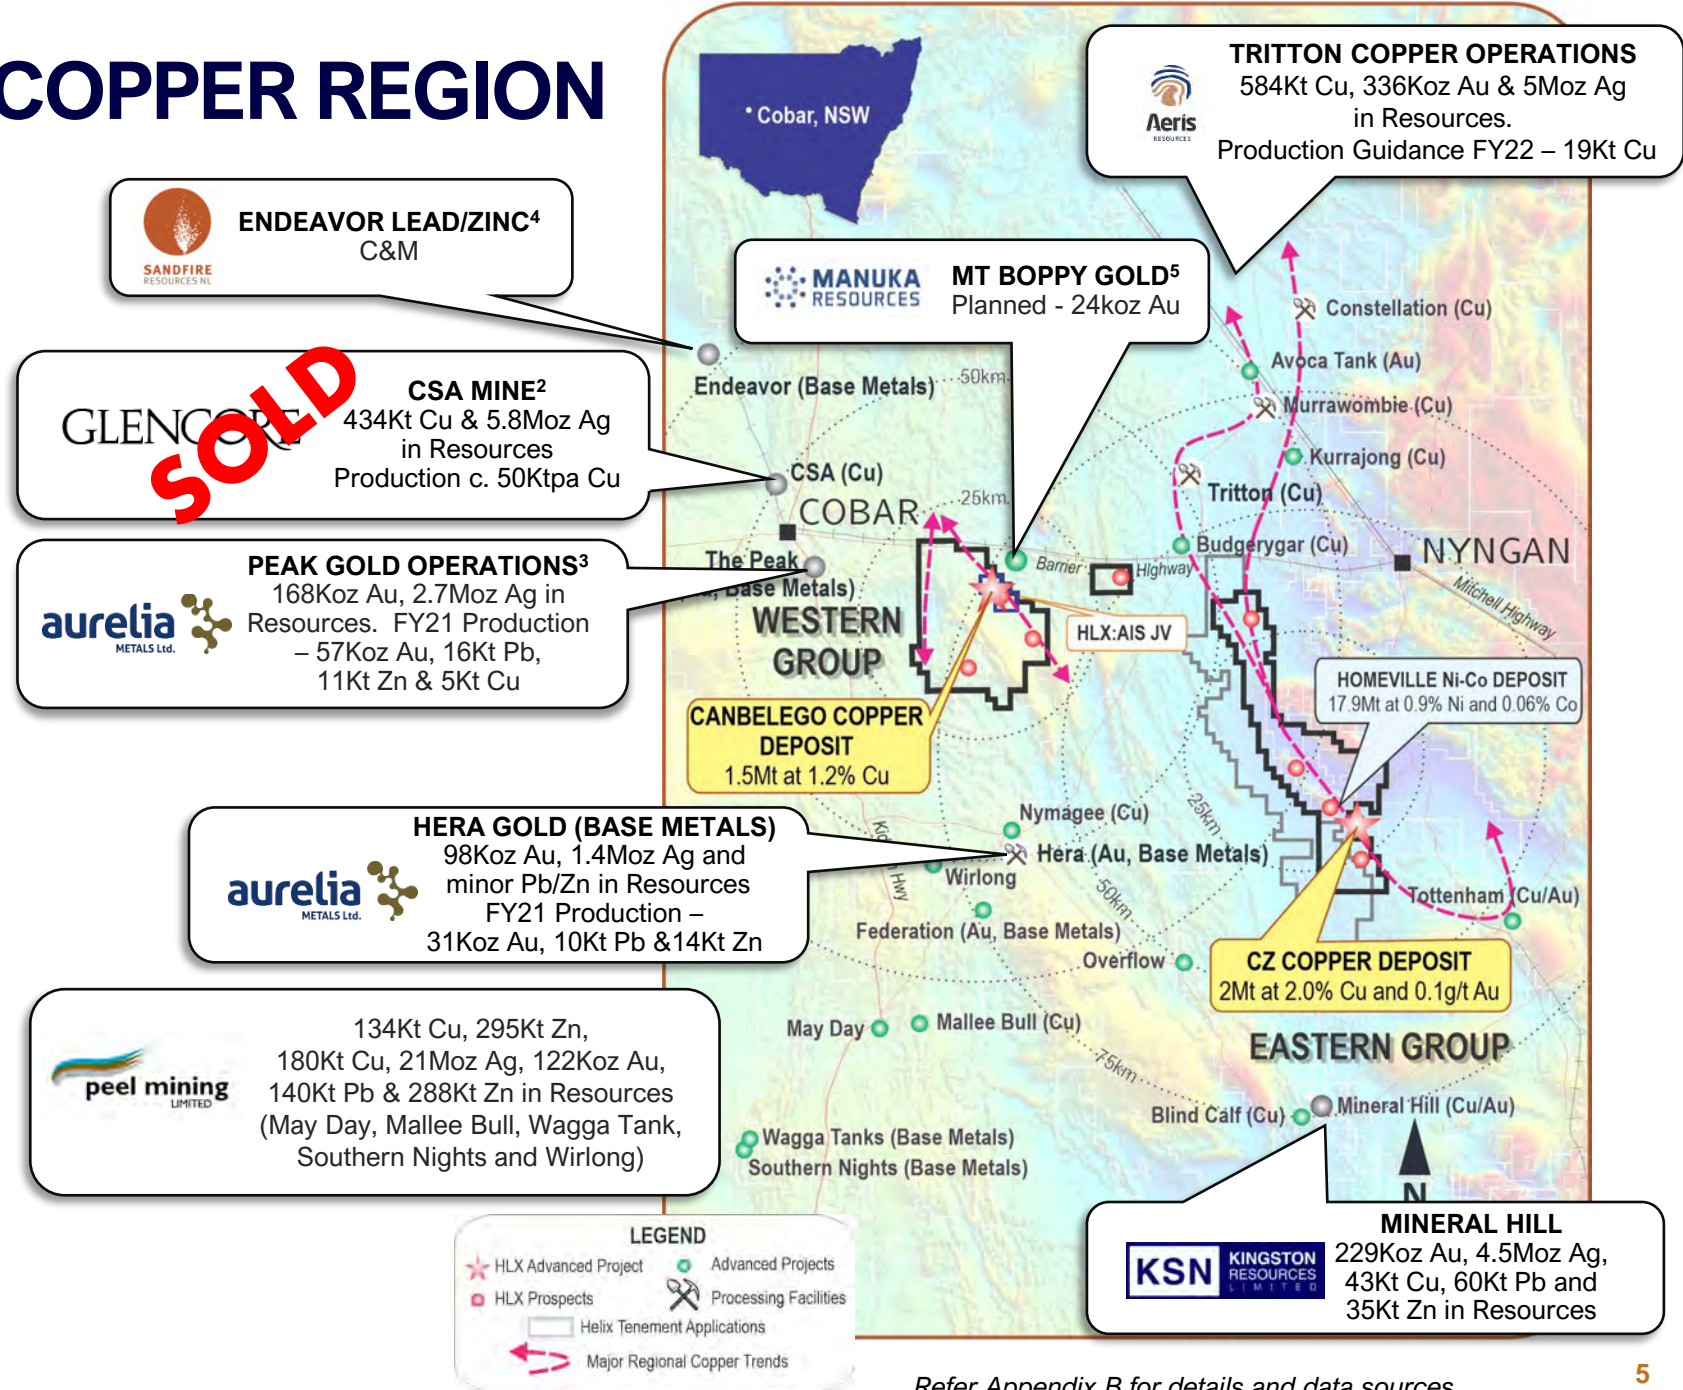 COPPER REGION
Cobar, NSW
Aeris
RESOURCES
TRITTON COPPER OPERATIONS
584Kt Cu, 336Koz Au & 5Moz Ag
in Resources.
Production Guidance FY22 – 19Kt Cu
SANDFIRE
RESOURCES NL
ENDEAVOR LEAD/ZINC4
C&M
MANUKA
RESOURCES
MT BOPPY GOLD5
Planned - 24koz Au
GLENCORE
SOLD
CSA MINE2
434Kt Cu & 5.8Moz Ag
in Resources
Production c. 50Ktpa Cu
aurelia
METALS Ltd.
PEAK GOLD OPERATIONS3
168Koz Au, 2.7Moz Ag in
Resources. FY21 Production
– 57Koz Au, 16Kt Pb,
11Kt Zn & 5Kt Cu
Endeavor (Base Metals)
50km
CSA (Cu)
COBAR
25km
The Peak
Base Metals)
Constellation (Cu)
Avoca Tank (Au)
Murrawombie (Cu)
Kurrajong (Cu)
Tritton (Cu)
Budgerygar (Cu)
NYNGAN
Barrier
Highway
Mitchell Highway
WESTERN
GROUP
HLX:AIS JV
HOMEVILLE Ni-Co DEPOSIT
17.9Mt at 0.9% Ni and 0.06% Co
CANBELEGO COPPER
DEPOSIT
1.5Mt at 1.2% Cu
aurelia
METALS Ltd.
HERA GOLD (BASE METALS)
98Koz Au, 1.4Moz Ag and
minor Pb/Zn in Resources
FY21 Production –
31Koz Au, 10Kt Pb &14Kt Zn
Nymagee (Cu)
Hera (Au, Base Metals)
Hwy
Wirlong
Federation (Au, Base Metals)
Overflow
25km
50km
75km
Tottenham (Cu/Au)
CZ COPPER DEPOSIT
2Mt at 2.0% Cu and 0.1g/t Au
EASTERN GROUP
May Day
Mallee Bull (Cu)
peel mining
LIMITED
134Kt Cu, 295Kt Zn,
180Kt Cu, 21Moz Ag, 122Koz Au,
140Kt Pb & 288Kt Zn in Resources
(May Day, Mallee Bull, Wagga Tank,
Southern Nights and Wirlong)
Blind Calf (Cu)
Mineral Hill (Cu/Au)
Wagga Tanks (Base Metals)
Southern Nights (Base Metals)
N
KSN
KINGSTON
RESOURCES
LIMITED
MINERAL HILL
229Koz Au, 4.5Moz Ag,
43Kt Cu, 60Kt Pb and
35Kt Zn in Resources
LEGEND
HLX Advanced Project
Advanced Projects
HLX Prospects
Processing Facilities
Helix Tenement Applications
Major Regional Copper Trends
Refer Appendix B for details and data sources
5